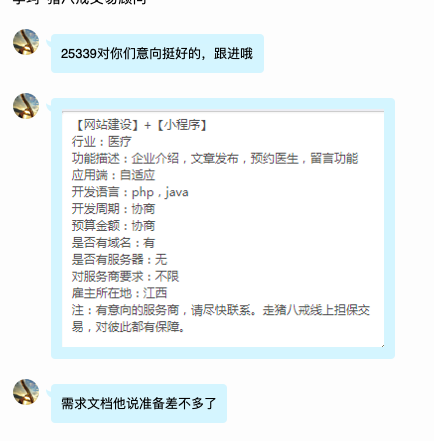 25339对你们意向挺好的，跟进哦
【网站建设】+【小程序】
行业：医疗
功能描述：企业介绍，文章发布，预约医生，留言功能
应用端：自适应
开发语言：php，java
开发周期：协商
预算金额：协商
是否有域名：有
是否有服务器：无
对服务商要求：不限
雇主所在地：江西
注：有意向的服务商，请尽快联系。走猪八戒线上担保交
易，对彼此都有保障。
需求文档他说准备差不多了